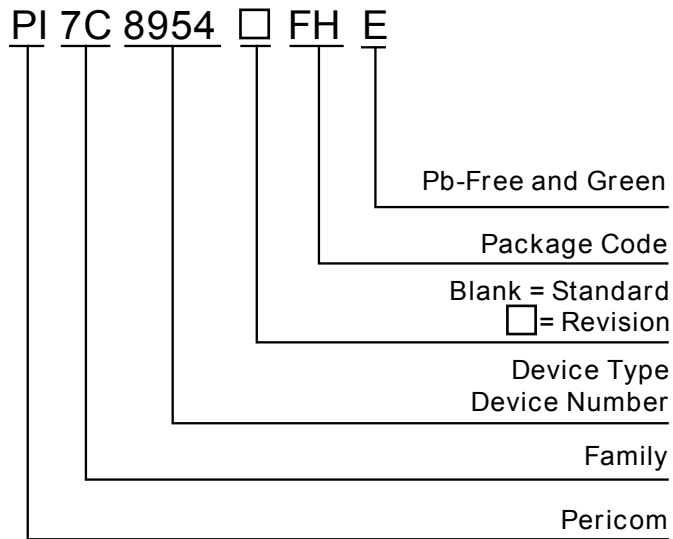 PI 7C 8954 □ FH E
Pb-Free and Green
Package Code
Blank = Standard
□= Revision
Device Type
Device Number
Family
Pericom